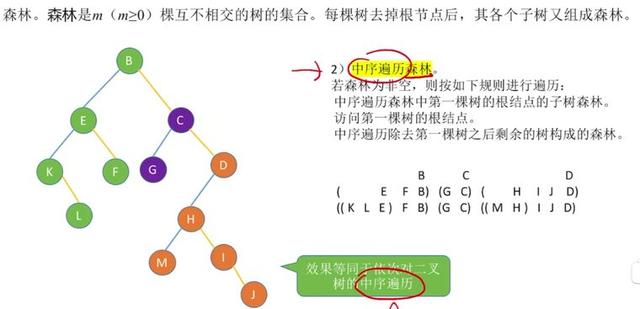 森林。森林是m（m≥0）棵互不相交的树的集合。每棵树去掉根节点后，其各个子树又组成森林。
2）中序遍历森林。
若森林为非空，则按如下规则进行遍历：
中序遍历森林中第一棵树的根结点的子树森林。
访问第一棵树的根结点。
中序遍历除去第一棵树之后剩余的树构成的森林。
B C D
( E F B) (G C) ( H I J D)
((K L E) F B) (G C) ((M H) I J D)
B
E C
K F G D
L H
M I
J
效果等同于依次对二叉
树的中序遍历